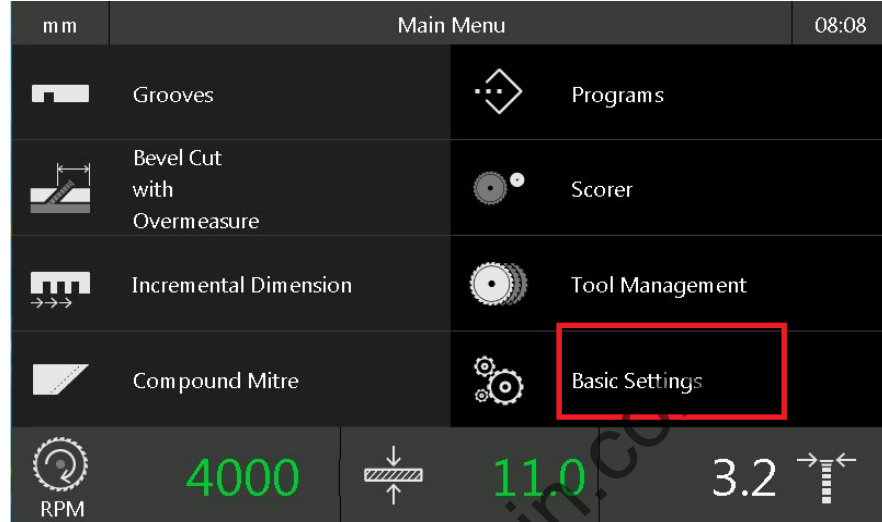 mm Main Menu 08:08
Grooves
Programs
Bevel Cut
with
Overmeasure
Scorer
Incremental Dimension
Tool Management
Compound Mitre
Basic Settings
RPM 4000 11.0 3.2